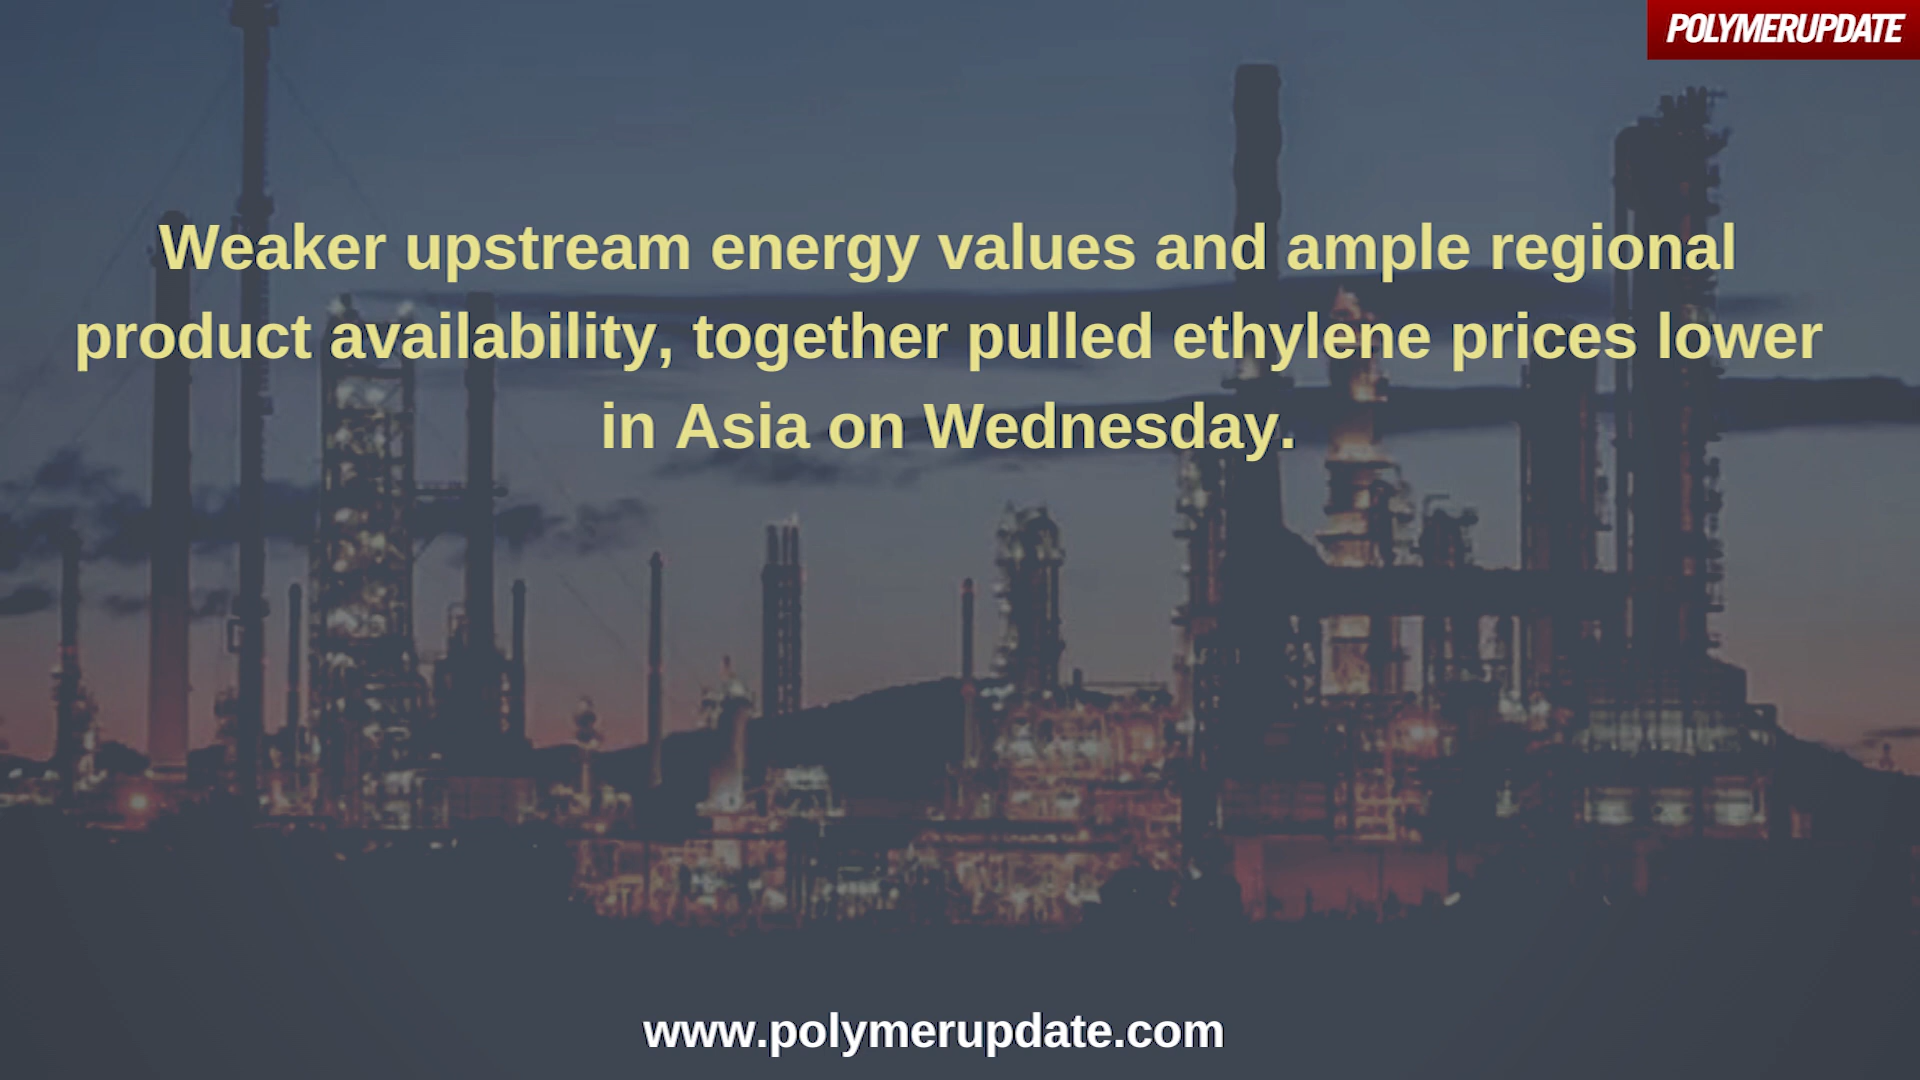 POLYMERUPDATE
Weaker upstream energy values and ample regional
product availability, together pulled ethylene prices lower
in Asia on Wednesday.
www.polymerupdate.com